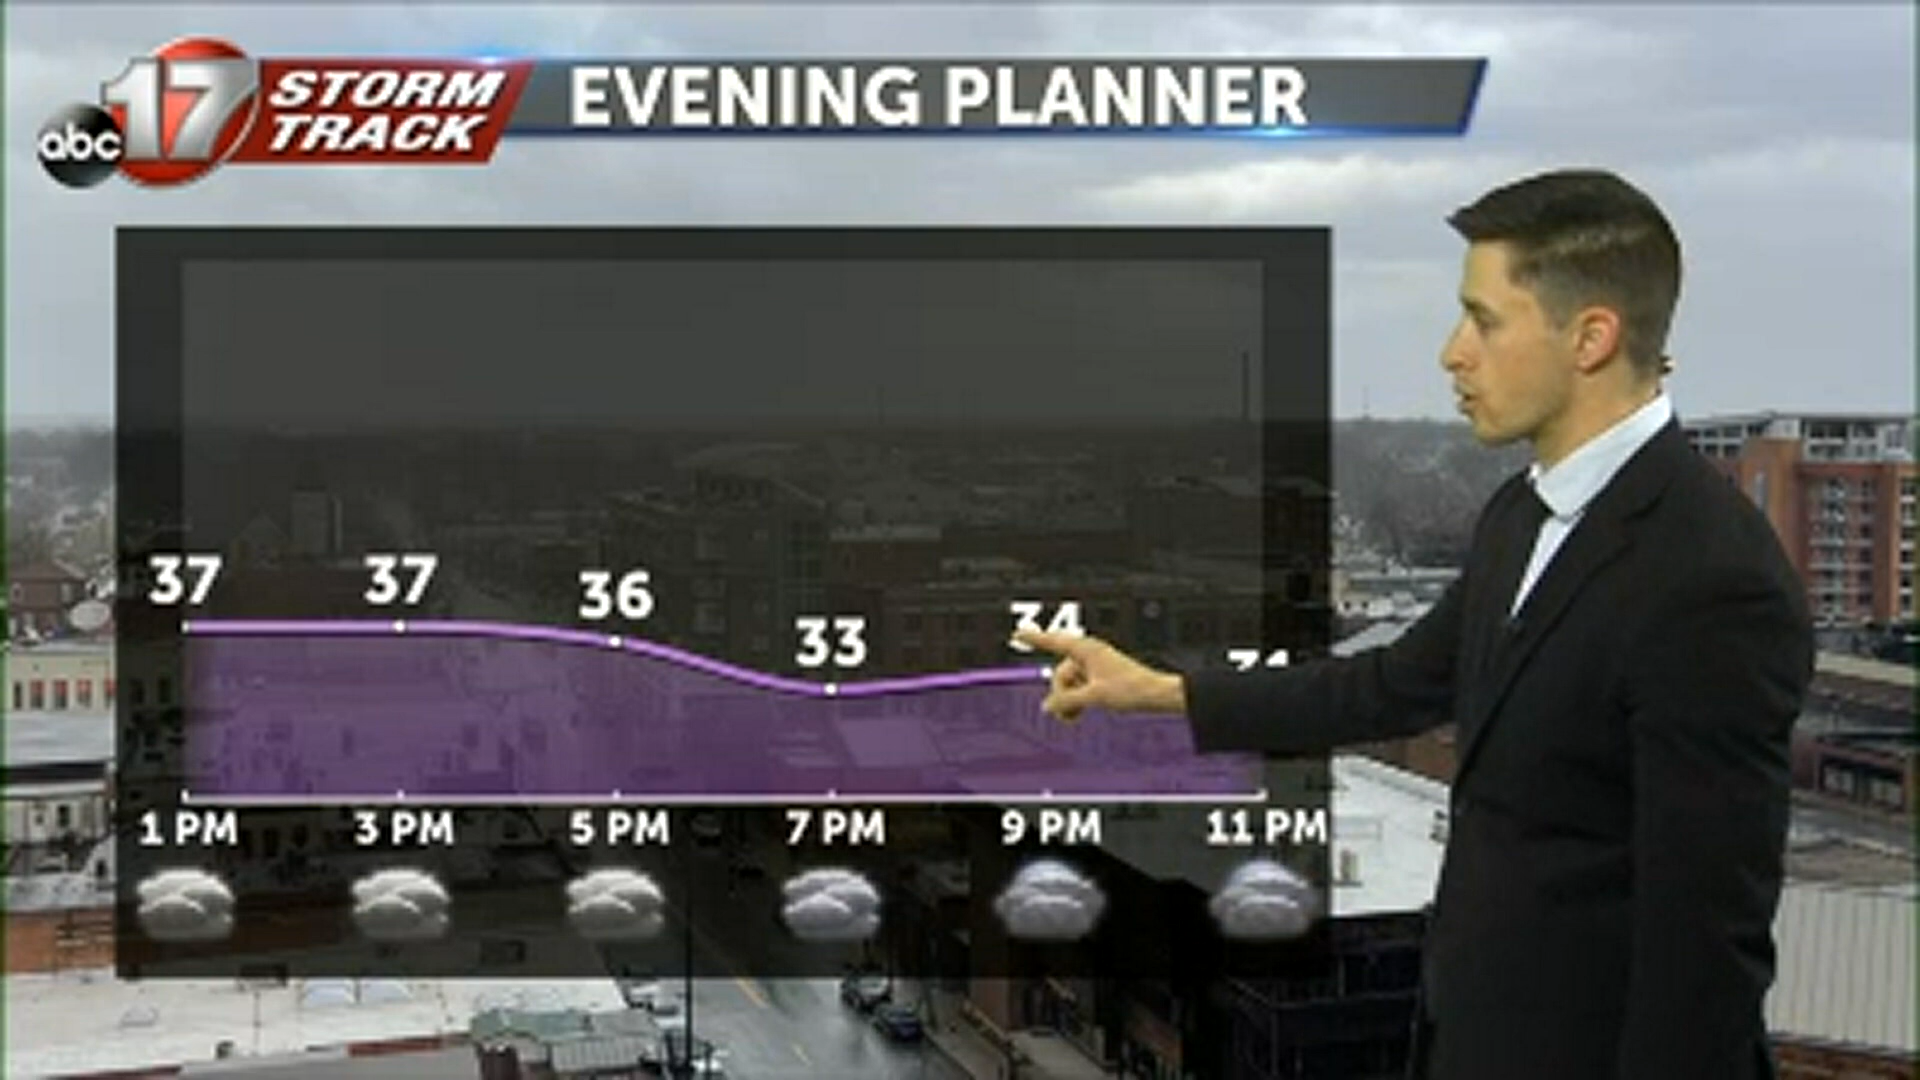 abc 17 STORM TRACK
EVENING PLANNER
37 37 36 33 34
1 PM 3 PM 5 PM 7 PM 9 PM 11 PM